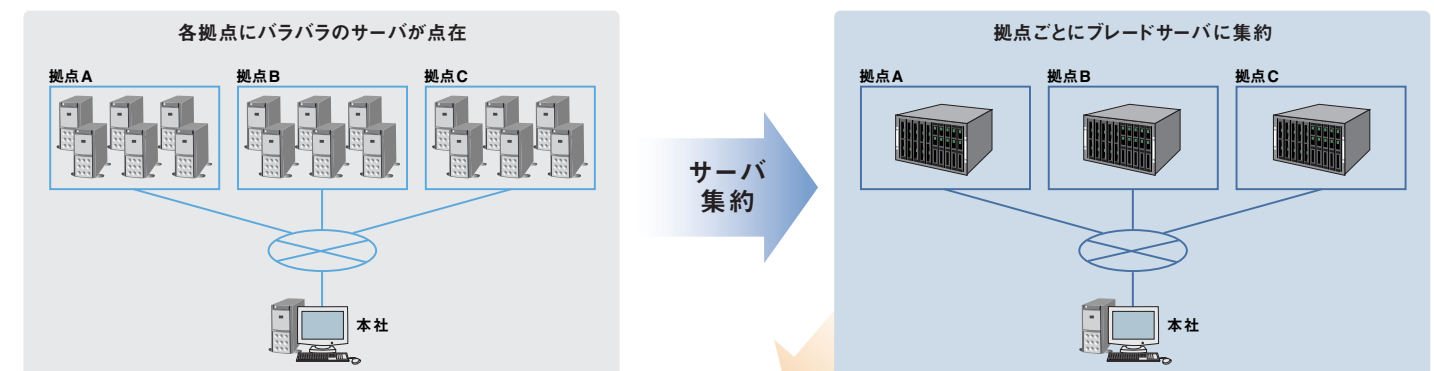 各拠点にバラバラのサーバが点在
拠点A
拠点B
拠点C
本社
サーバ
集約
拠点ごとにブレードサーバに集約
拠点A
拠点B
拠点C
本社